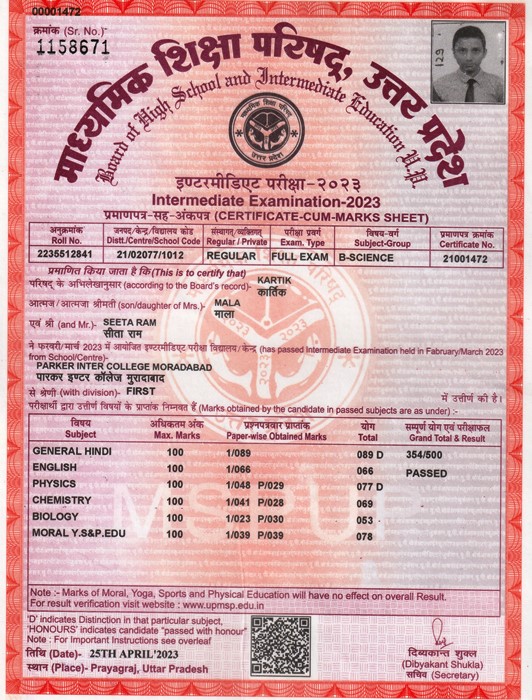 00001472
क्रमांक (Sr. No.)-
1158671
129
माध्यमिक शिक्षा परिषद्, उत्तर प्रदेश
Board of High School and Intermediate Education U.P.
इण्टरमीडिएट परीक्षा-२०२३
Intermediate Examination-2023
प्रमाणपत्र-सह-अंकपत्र (CERTIFICATE-CUM-MARKS SHEET)
अनुक्रमांक जनपद/केन्द्र/विद्यालय कोड संस्थागत/व्यक्तिगत परीक्षा प्रवर्ग विषय-वर्ग प्रमाणपत्र क्रमांक
Roll No. Distt./Centre/School Code Regular / Private Exam. Type Subject-Group Certificate No.
2235512841 21/02077/1012 REGULAR FULL EXAM B-SCIENCE 21001472
प्रमाणित किया जाता है कि(This is to certify that)
परिषद् के अभिलेखानुसार (according to the Board's record)- KARTIK
कार्तिक
आत्मज / आत्मजा श्रीमती (son/daughter of Mrs.)- MALA
माला
एवं श्री (and Mr.)- SEETA RAM
सीता राम
ने फरवरी/मार्च 2023 में आयोजित इण्टरमीडिएट परीक्षा विद्यालय/केन्द्र (has passed Intermediate Examination held in Fabruary/March 2023
from School/Centre)-
PARKER INTER COLLEGE MORADABAD
पारकर इण्टर कॉलेज मुरादाबाद
से श्रेणी (with division)- FIRST में उत्तीर्ण की है।
परीक्षार्थी द्वारा उत्तीर्ण विषयों के प्राप्तांक निम्नवत हैं (Marks obtained by the candidate in passed subjects are as under) :-
विषय अधिकतम अंक प्रश्नपत्रवार प्राप्तांक योग सम्पूर्ण योग एवं परीक्षाफल
Subject Max. Marks Paper-wise Obtained Marks Total Grand Total & Result
GENERAL HINDI 100 1/089 089 D 354/500
ENGLISH 100 1/066 066 PASSED
PHYSICS 100 1/048 P/029 077 D
CHEMISTRY 100 1/041 P/028 069
BIOLOGY 100 1/023 P/030 053
MORAL Y.S&P.EDU 100 1/039 P/039 078
MSPUP
Note :- Marks of Moral, Yoga, Sports and Physical Education will have no effect on overall Result.
For result verification visit website : www.upmsp.edu.in
'D' indicates Distinction in that particular subject,
'HONOURS' indicates candidate "passed with honour"
Note : For Important Instructions see overleaf
तिथि (Date)- 25TH APRIL'2023
स्थान (Place)- Prayagraj, Uttar Pradesh
दिब्यकान्त शुक्ल
(Dibyakant Shukla)
सचिव (Secretary)